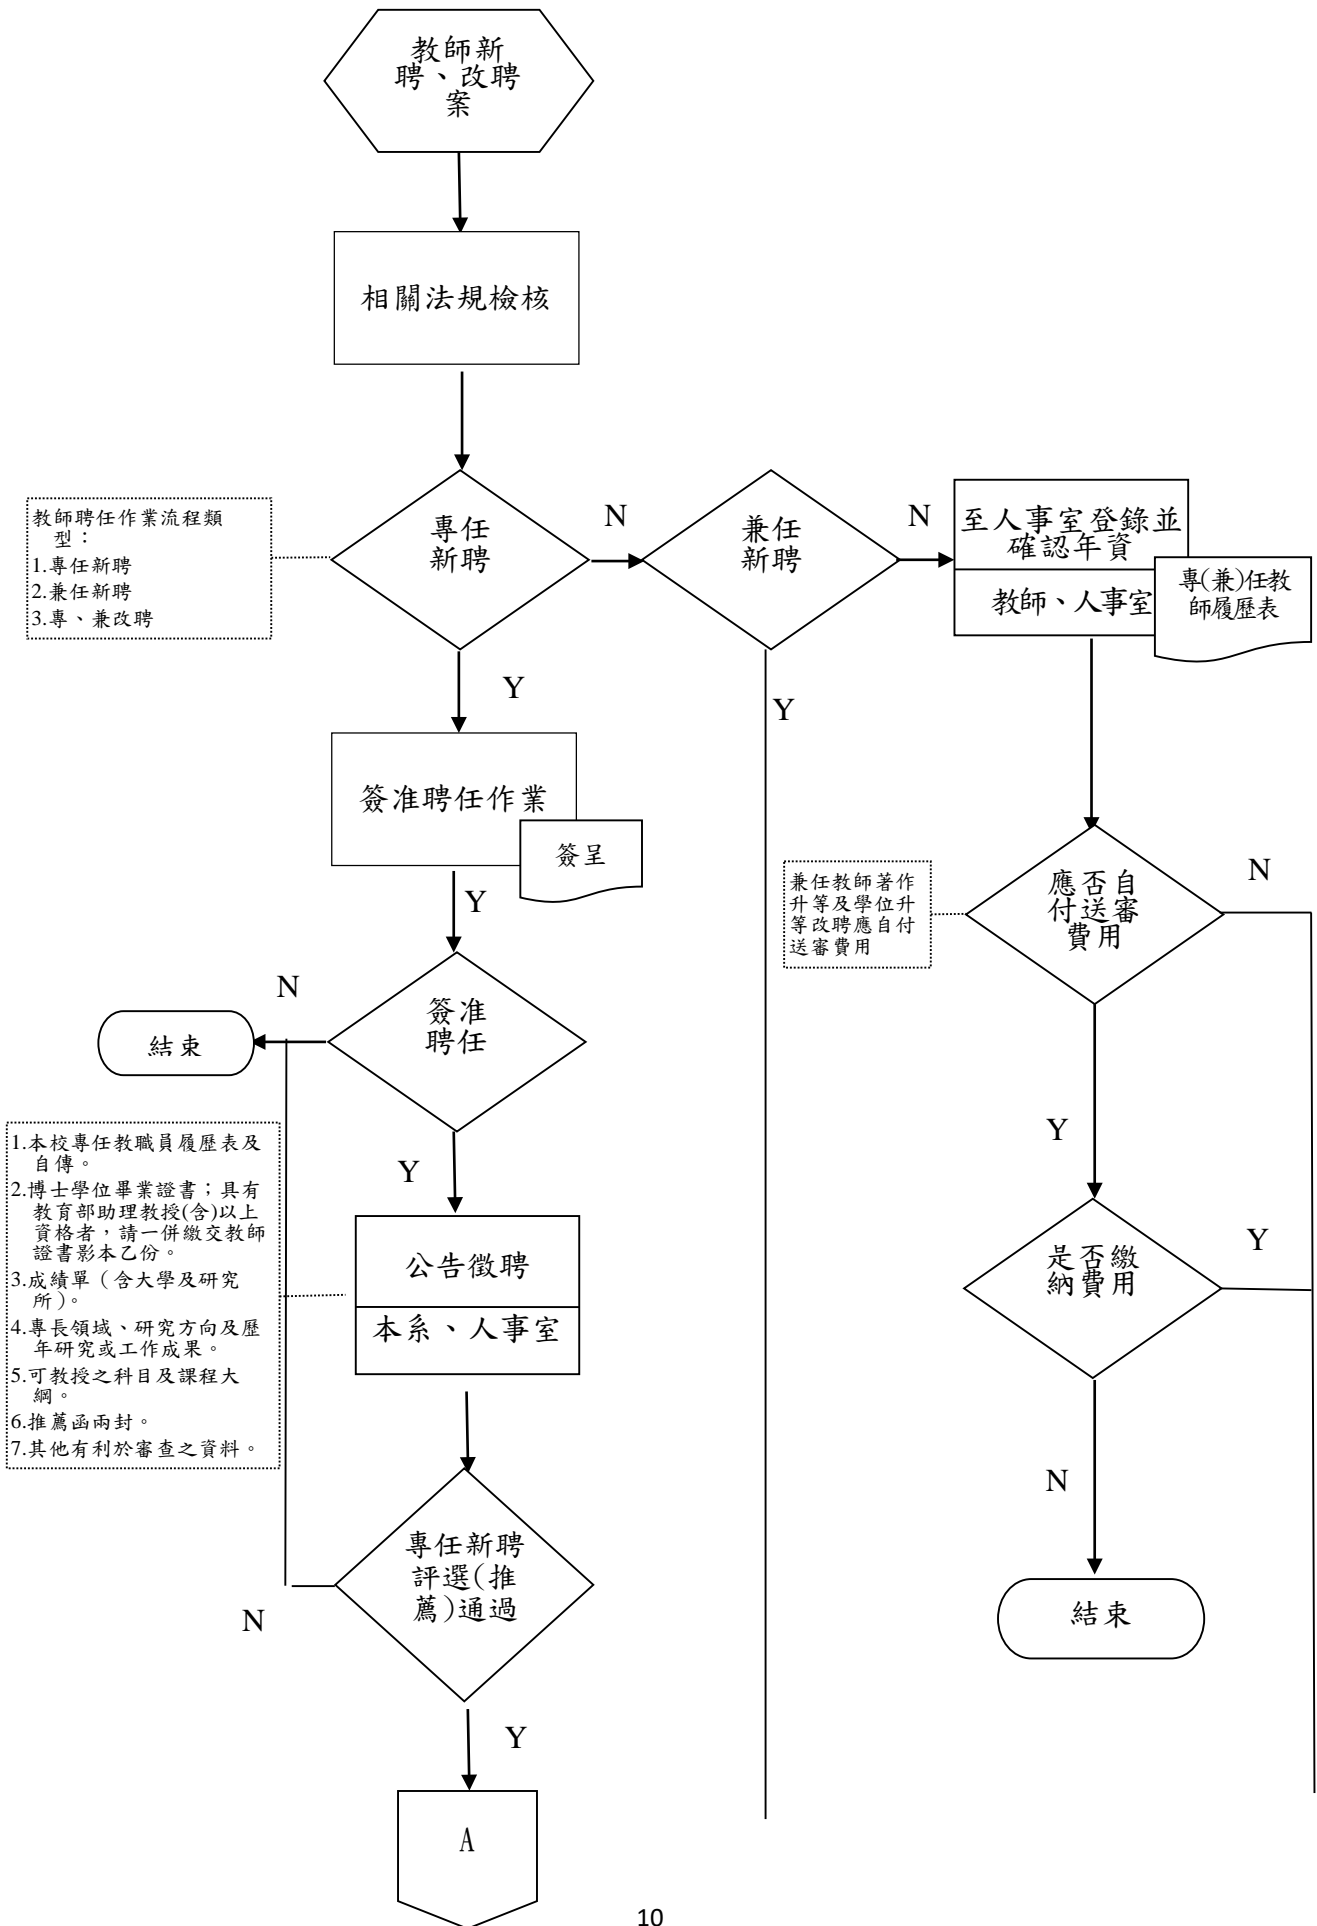 教師新
聘、改聘
案
相關法規檢核
教師聘任作業流程類
型：
1.專任新聘
2.兼任新聘
3.專、兼改聘
專任
新聘
N
兼任
新聘
N
至人事室登錄並
確認年資
教師、人事室
專(兼)任教
師履歷表
Y
Y
簽准聘任作業
簽呈
Y
兼任教師著作
升等及學位升
等改聘應自付
送審費用
應否自
付送審
費用
N
N
簽准
聘任
結束
Y
Y
1.本校專任教職員履歷表及
自傳。
2.博士學位畢業證書；具有
教育部助理教授(含)以上
資格者，請一併繳交教師
證書影本乙份。
3.成績單（含大學及研究
所）。
4.專長領域、研究方向及歷
年研究或工作成果。
5.可教授之科目及課程大
綱。
6.推薦函兩封。
7.其他有利於審查之資料。
公告徵聘
本系、人事室
是否繳
納費用
Y
N
專任新聘
評選(推
薦)通過
N
結束
Y
A
10